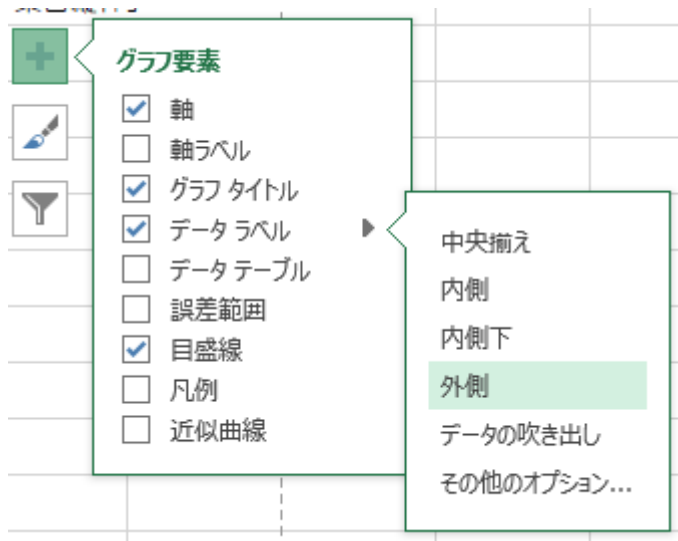 グラフ要素
軸
軸ラベル
グラフ タイトル
データ ラベル
データ テーブル
誤差範囲
目盛線
凡例
近似曲線
中央揃え
内側
内側下
外側
データの吹き出し
その他のオプション...